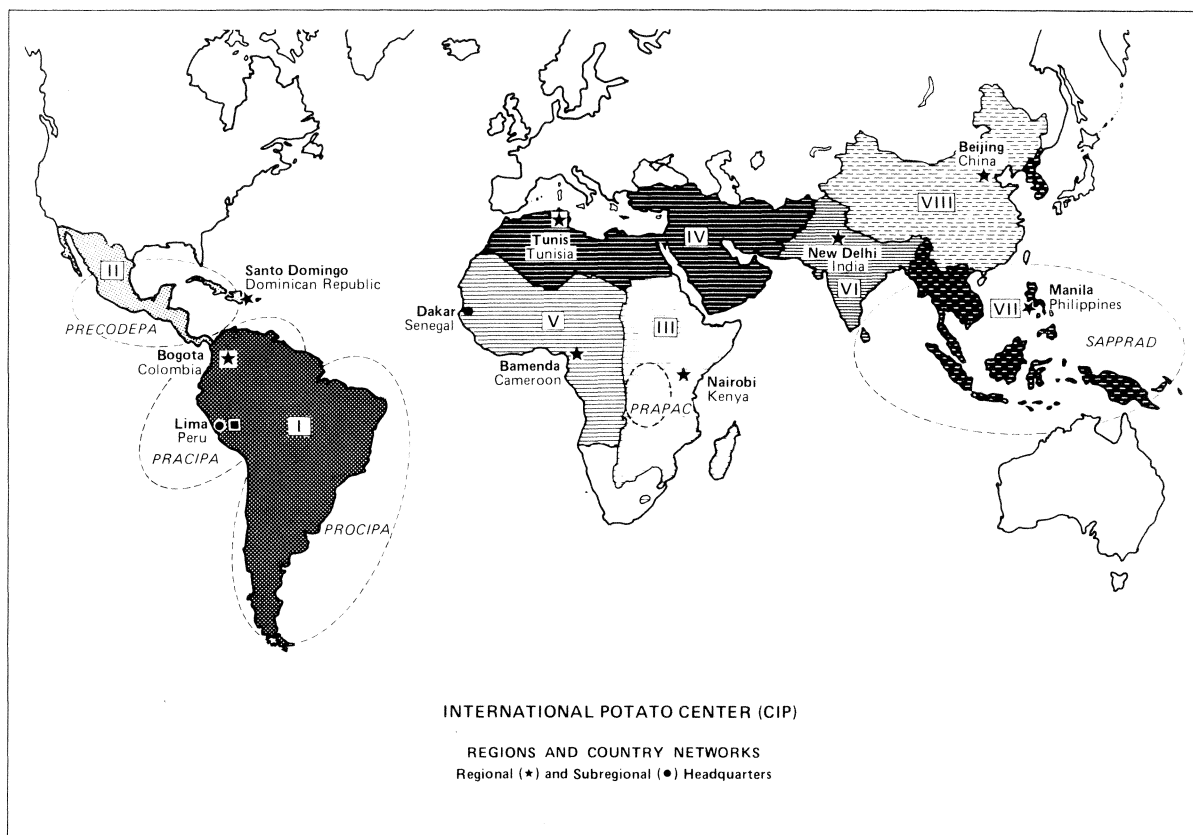 Beijing
China
VIII
II
IV
Tunis
Tunisia
New Delhi
India
VI
Santo Domingo
Dominican Republic
Manila
Philippines
VII
Dakar
Senegal
V
III
PRECODEPA
SAPPRAD
Bogota
Colombia
Bamenda
Cameroon
Nairobi
Kenya
PRAPAC
Lima
Peru
I
PRACIPA
PROCIPA
INTERNATIONAL POTATO CENTER (CIP)
REGIONS AND COUNTRY NETWORKS
Regional (★) and Subregional (●) Headquarters